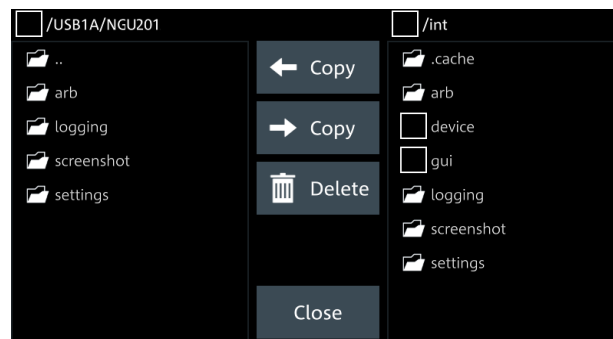 /USB1A/NGU201
..
arb
logging
screenshot
settings
Copy
Copy
Delete
Close
/int
.cache
arb
device
gui
logging
screenshot
settings